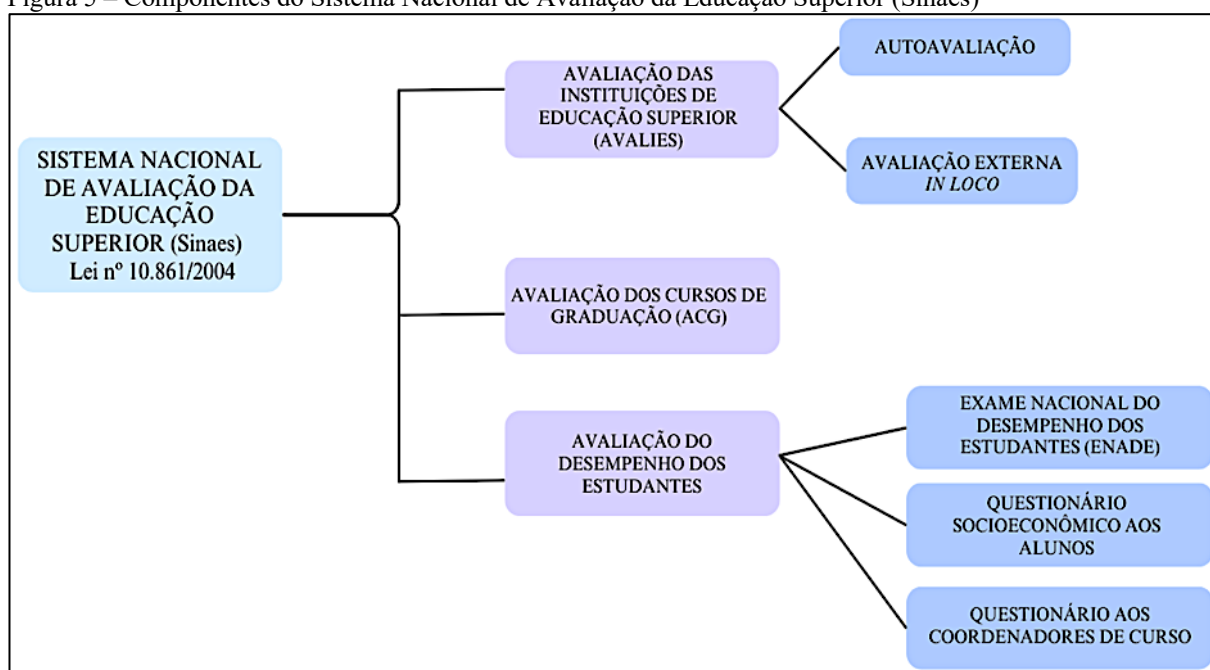 Figura 5 – Componentes do Sistema Nacional de Avaliação da Educação Superior (Sinaes)
SISTEMA NACIONAL
DE AVALIAÇÃO DA
EDUCAÇÃO
SUPERIOR (Sinaes)
Lei nº 10.861/2004
AVALIAÇÃO DAS
INSTITUIÇÕES DE
EDUCAÇÃO SUPERIOR
(AVALIES)
AUTOAVALIAÇÃO
AVALIAÇÃO EXTERNA
IN LOCO
AVALIAÇÃO DOS CURSOS DE
GRADUAÇÃO (ACG)
AVALIAÇÃO DO
DESEMPENHO DOS
ESTUDANTES
EXAME NACIONAL DO
DESEMPENHO DOS
ESTUDANTES (ENADE)
QUESTIONÁRIO
SOCIOECONÔMICO AOS
ALUNOS
QUESTIONÁRIO AOS
COORDENADORES DE CURSO